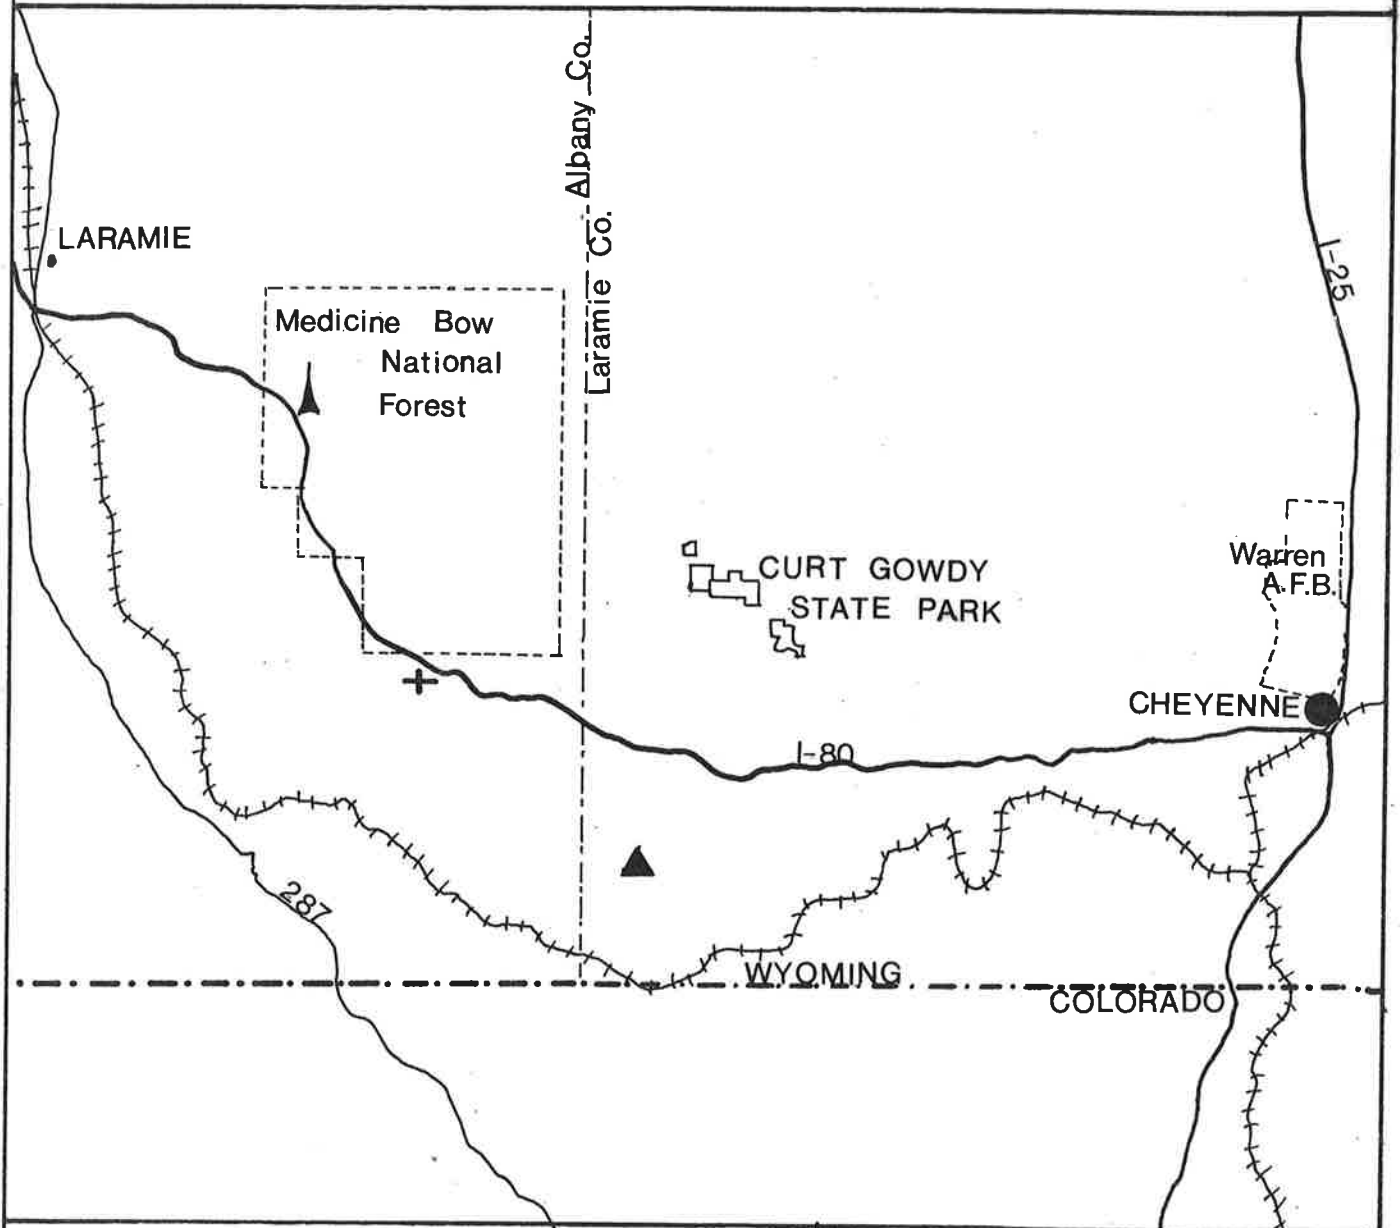 Albany Co.
Laramie Co.
LARAMIE
I-25
Medicine Bow
National
Forest
CURT GOWDY
STATE PARK
Warren
A.F.B.
CHEYENNE
I-80
287
WYOMING
COLORADO